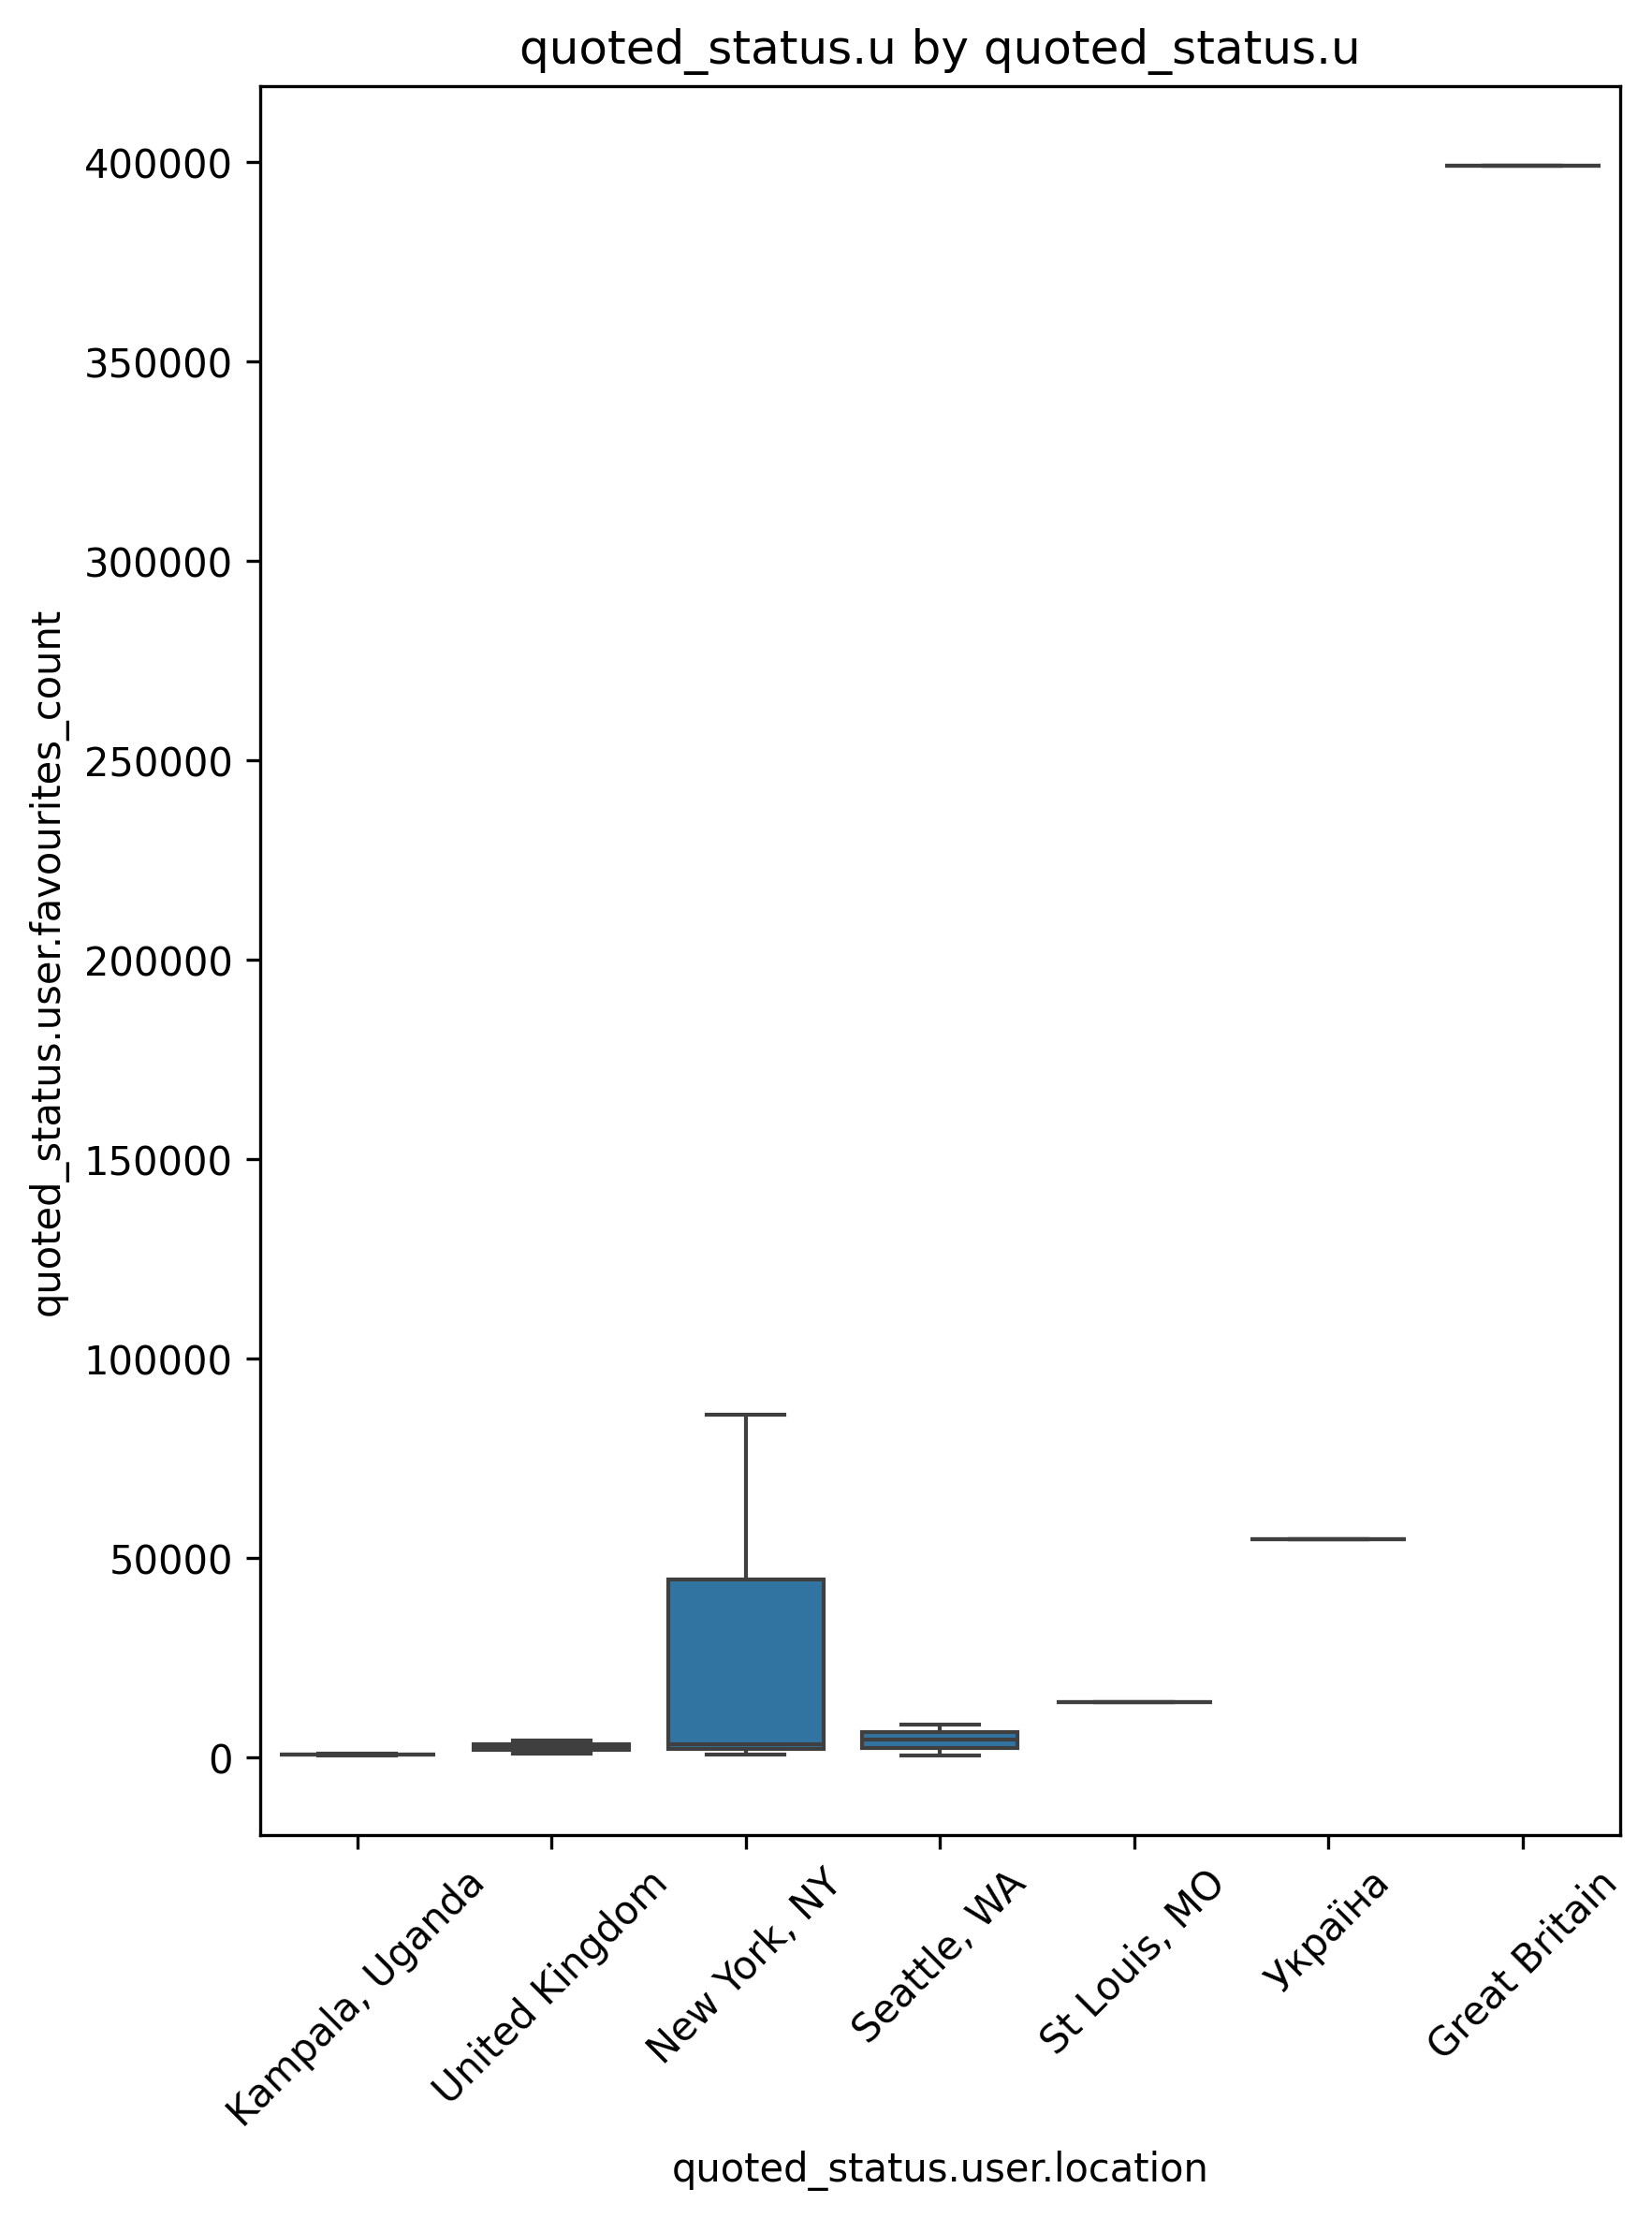 quoted_status.u by quoted_status.u
quoted_status.user.favourites_count
400000
350000
300000
250000
200000
150000
100000
50000
0
Kampala, Uganda
United Kingdom
New York, NY
Seattle, WA
St Louis, MO
Україна
Great Britain
quoted_status.user.location